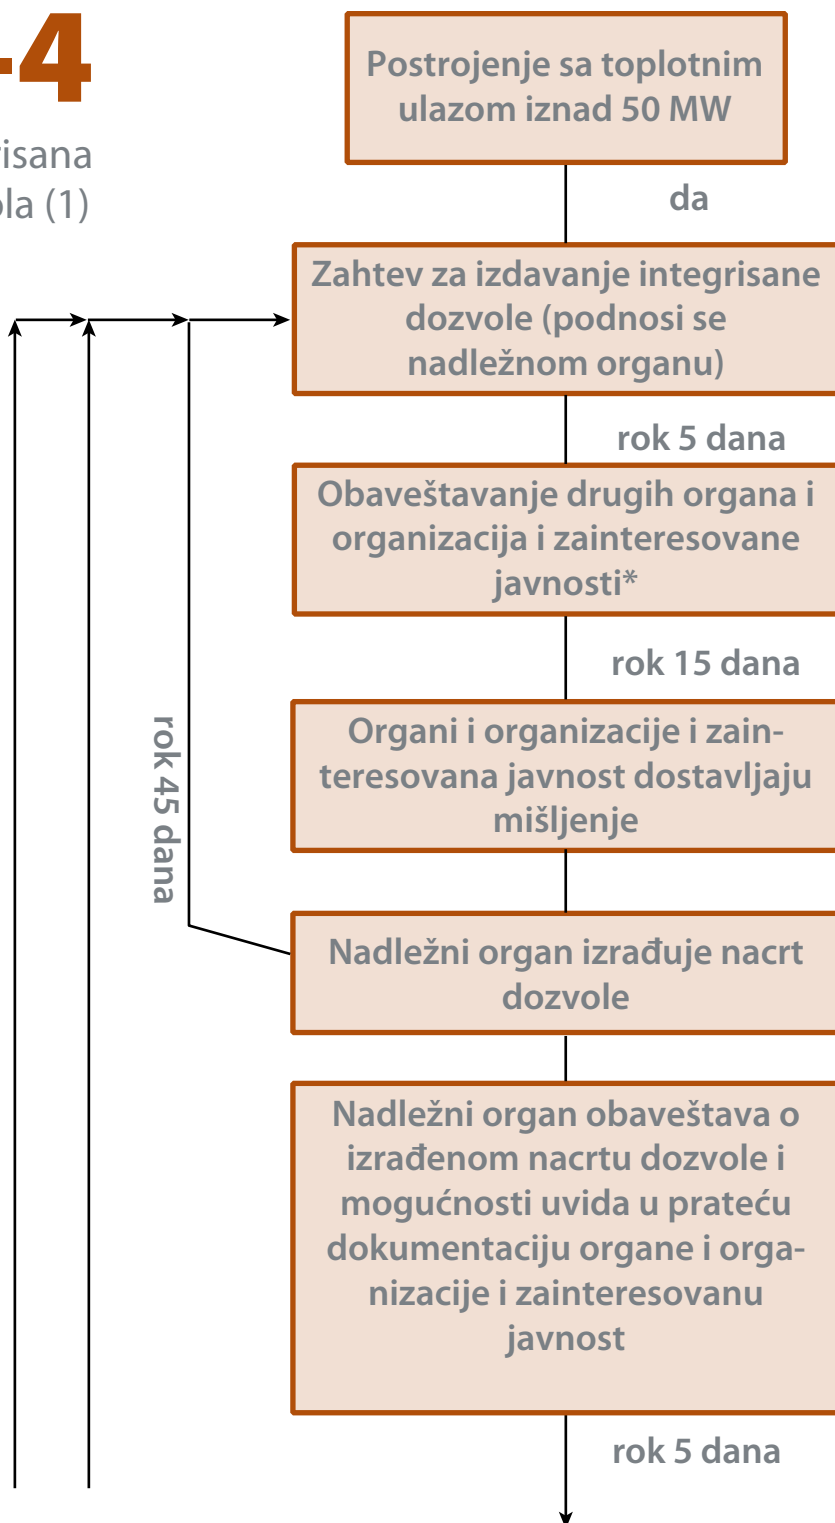 -4
risana
ola (1)
Postrojenje sa toplotnim
ulazom iznad 50 MW
da
Zahtev za izdavanje integrisane
dozvole (podnosi se
nadležnom organu)
rok 5 dana
Obaveštavanje drugih organa i
organizacija i zainteresovane
javnosti*
rok 15 dana
Organi i organizacije i zain-
teresovana javnost dostavljaju
mišljenje
rok 45 dana
Nadležni organ izrađuje nacrt
dozvole
Nadležni organ obaveštava o
izrađenom nacrtu dozvole i
mogućnosti uvida u prateću
dokumentaciju organe i orga-
nizacije i zainteresovanu
javnost
rok 5 dana